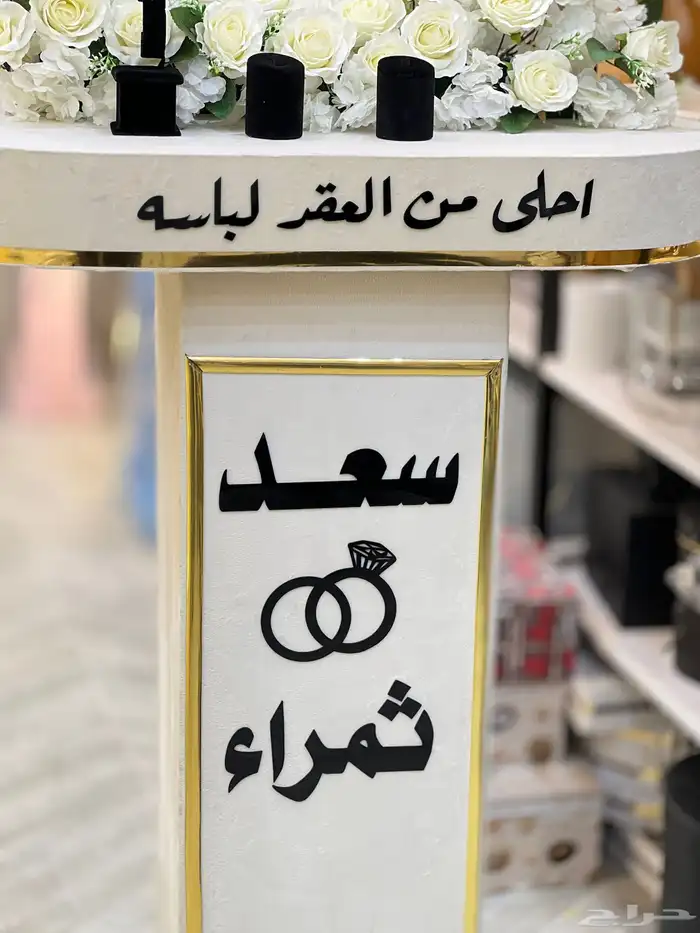 احلى من العقد لباسه
سعد
ثمراء
حراج